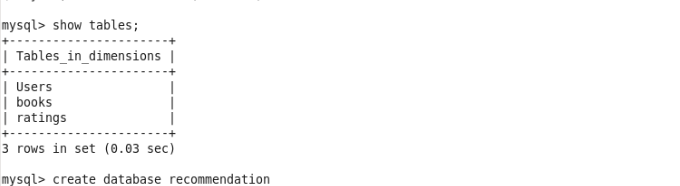 mysql> show tables;
+----------------------+
| Tables_in_dimensions |
+----------------------+
| Users                |
| books                |
| ratings              |
+----------------------+
3 rows in set (0.03 sec)
mysql> create database recommendation